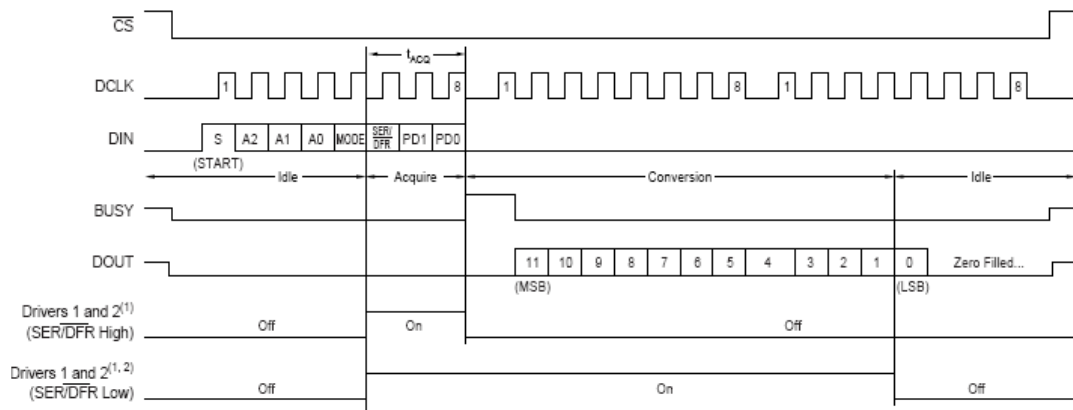 CS
tACQ
DCLK 1 8 1 8 1 8
DIN S A2 A1 A0 MODE SER/DFR PD1 PD0
(START)
Idle Acquire Conversion Idle
BUSY
DOUT 11 10 9 8 7 6 5 4 3 2 1 0 Zero Filled...
(MSB) (LSB)
Drivers 1 and 2(1)
(SER/DFR High) Off On Off
Drivers 1 and 2(1, 2)
(SER/DFR Low) Off On Off